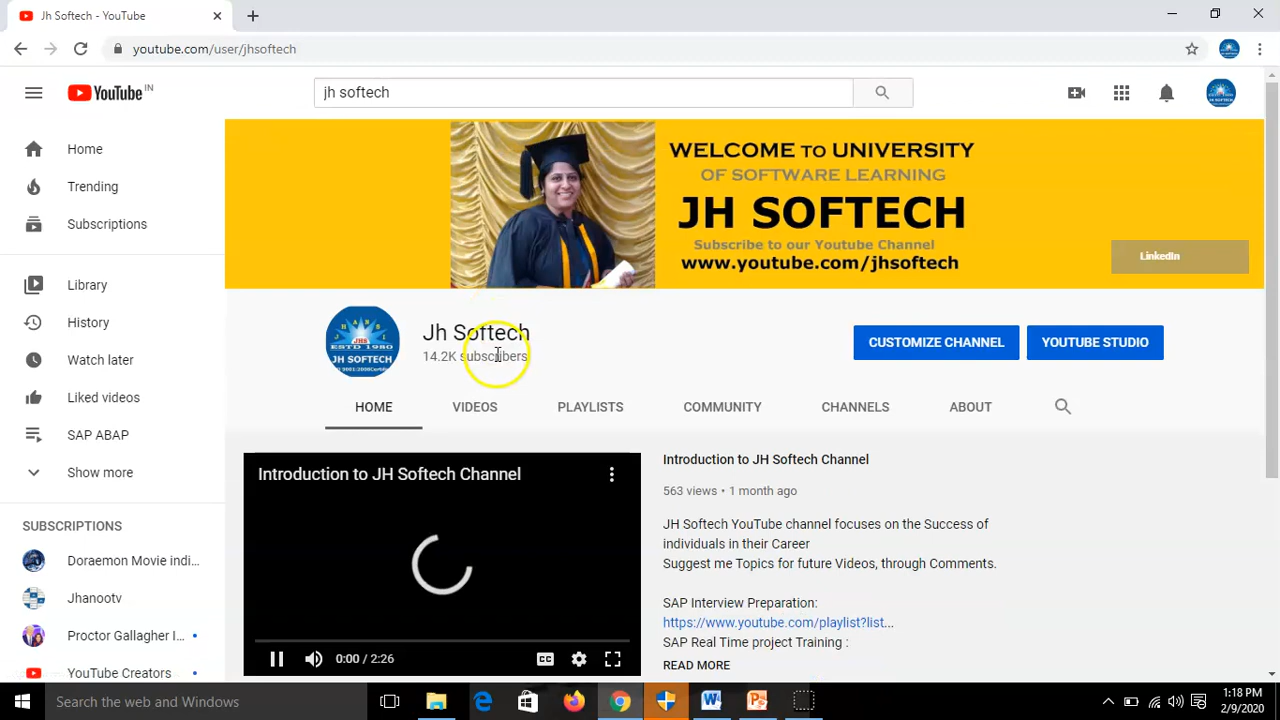 Jh Softech - YouTube
youtube.com/user/jhsoftech
YouTube IN
jh softech
Home
Trending
Subscriptions
Library
History
Watch later
Liked videos
SAP ABAP
Show more
SUBSCRIPTIONS
Doraemon Movie indi...
Jhanootv
Proctor Gallagher I...
YouTube Creators
WELCOME TO UNIVERSITY
OF SOFTWARE LEARNING
JH SOFTECH
Subscribe to our Youtube Channel
www.youtube.com/jhsoftech
LinkedIn
ESTD 1980
JH SOFTECH
Jh Softech
14.2K subscribers
CUSTOMIZE CHANNEL
YOUTUBE STUDIO
HOME
VIDEOS
PLAYLISTS
COMMUNITY
CHANNELS
ABOUT
Introduction to JH Softech Channel
0:00 / 2:26
CC
Introduction to JH Softech Channel
563 views • 1 month ago
JH Softech YouTube channel focuses on the Success of
individuals in their Career
Suggest me Topics for future Videos, through Comments.
SAP Interview Preparation:
https://www.youtube.com/playlist?list...
SAP Real Time project Training :
READ MORE
Search the web and Windows
1:18 PM
2/9/2020